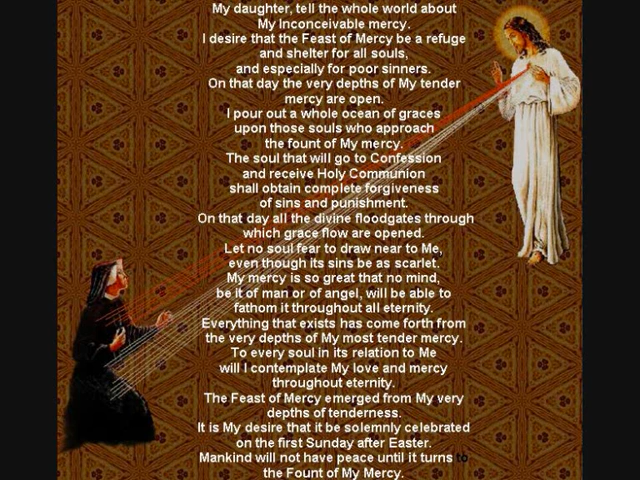 My daughter, tell the whole world about
My Inconceivable mercy.
I desire that the Feast of Mercy be a refuge
and shelter for all souls,
and especially for poor sinners.
On that day the very depths of My tender
mercy are open.
I pour out a whole ocean of graces
upon those souls who approach
the fount of My mercy.
The soul that will go to Confession
and receive Holy Communion
shall obtain complete forgiveness
of sins and punishment.
On that day all the divine floodgates through
which grace flow are opened.
Let no soul fear to draw near to Me,
even though its sins be as scarlet.
My mercy is so great that no mind,
be it of man or of angel, will be able to
fathom it throughout all eternity.
Everything that exists has come forth from
the very depths of My most tender mercy.
To every soul in its relation to Me
will I contemplate My love and mercy
throughout eternity.
The Feast of Mercy emerged from My very
depths of tenderness.
It is My desire that it be solemnly celebrated
on the first Sunday after Easter.
Mankind will not have peace until it turns to
the Fount of My Mercy.